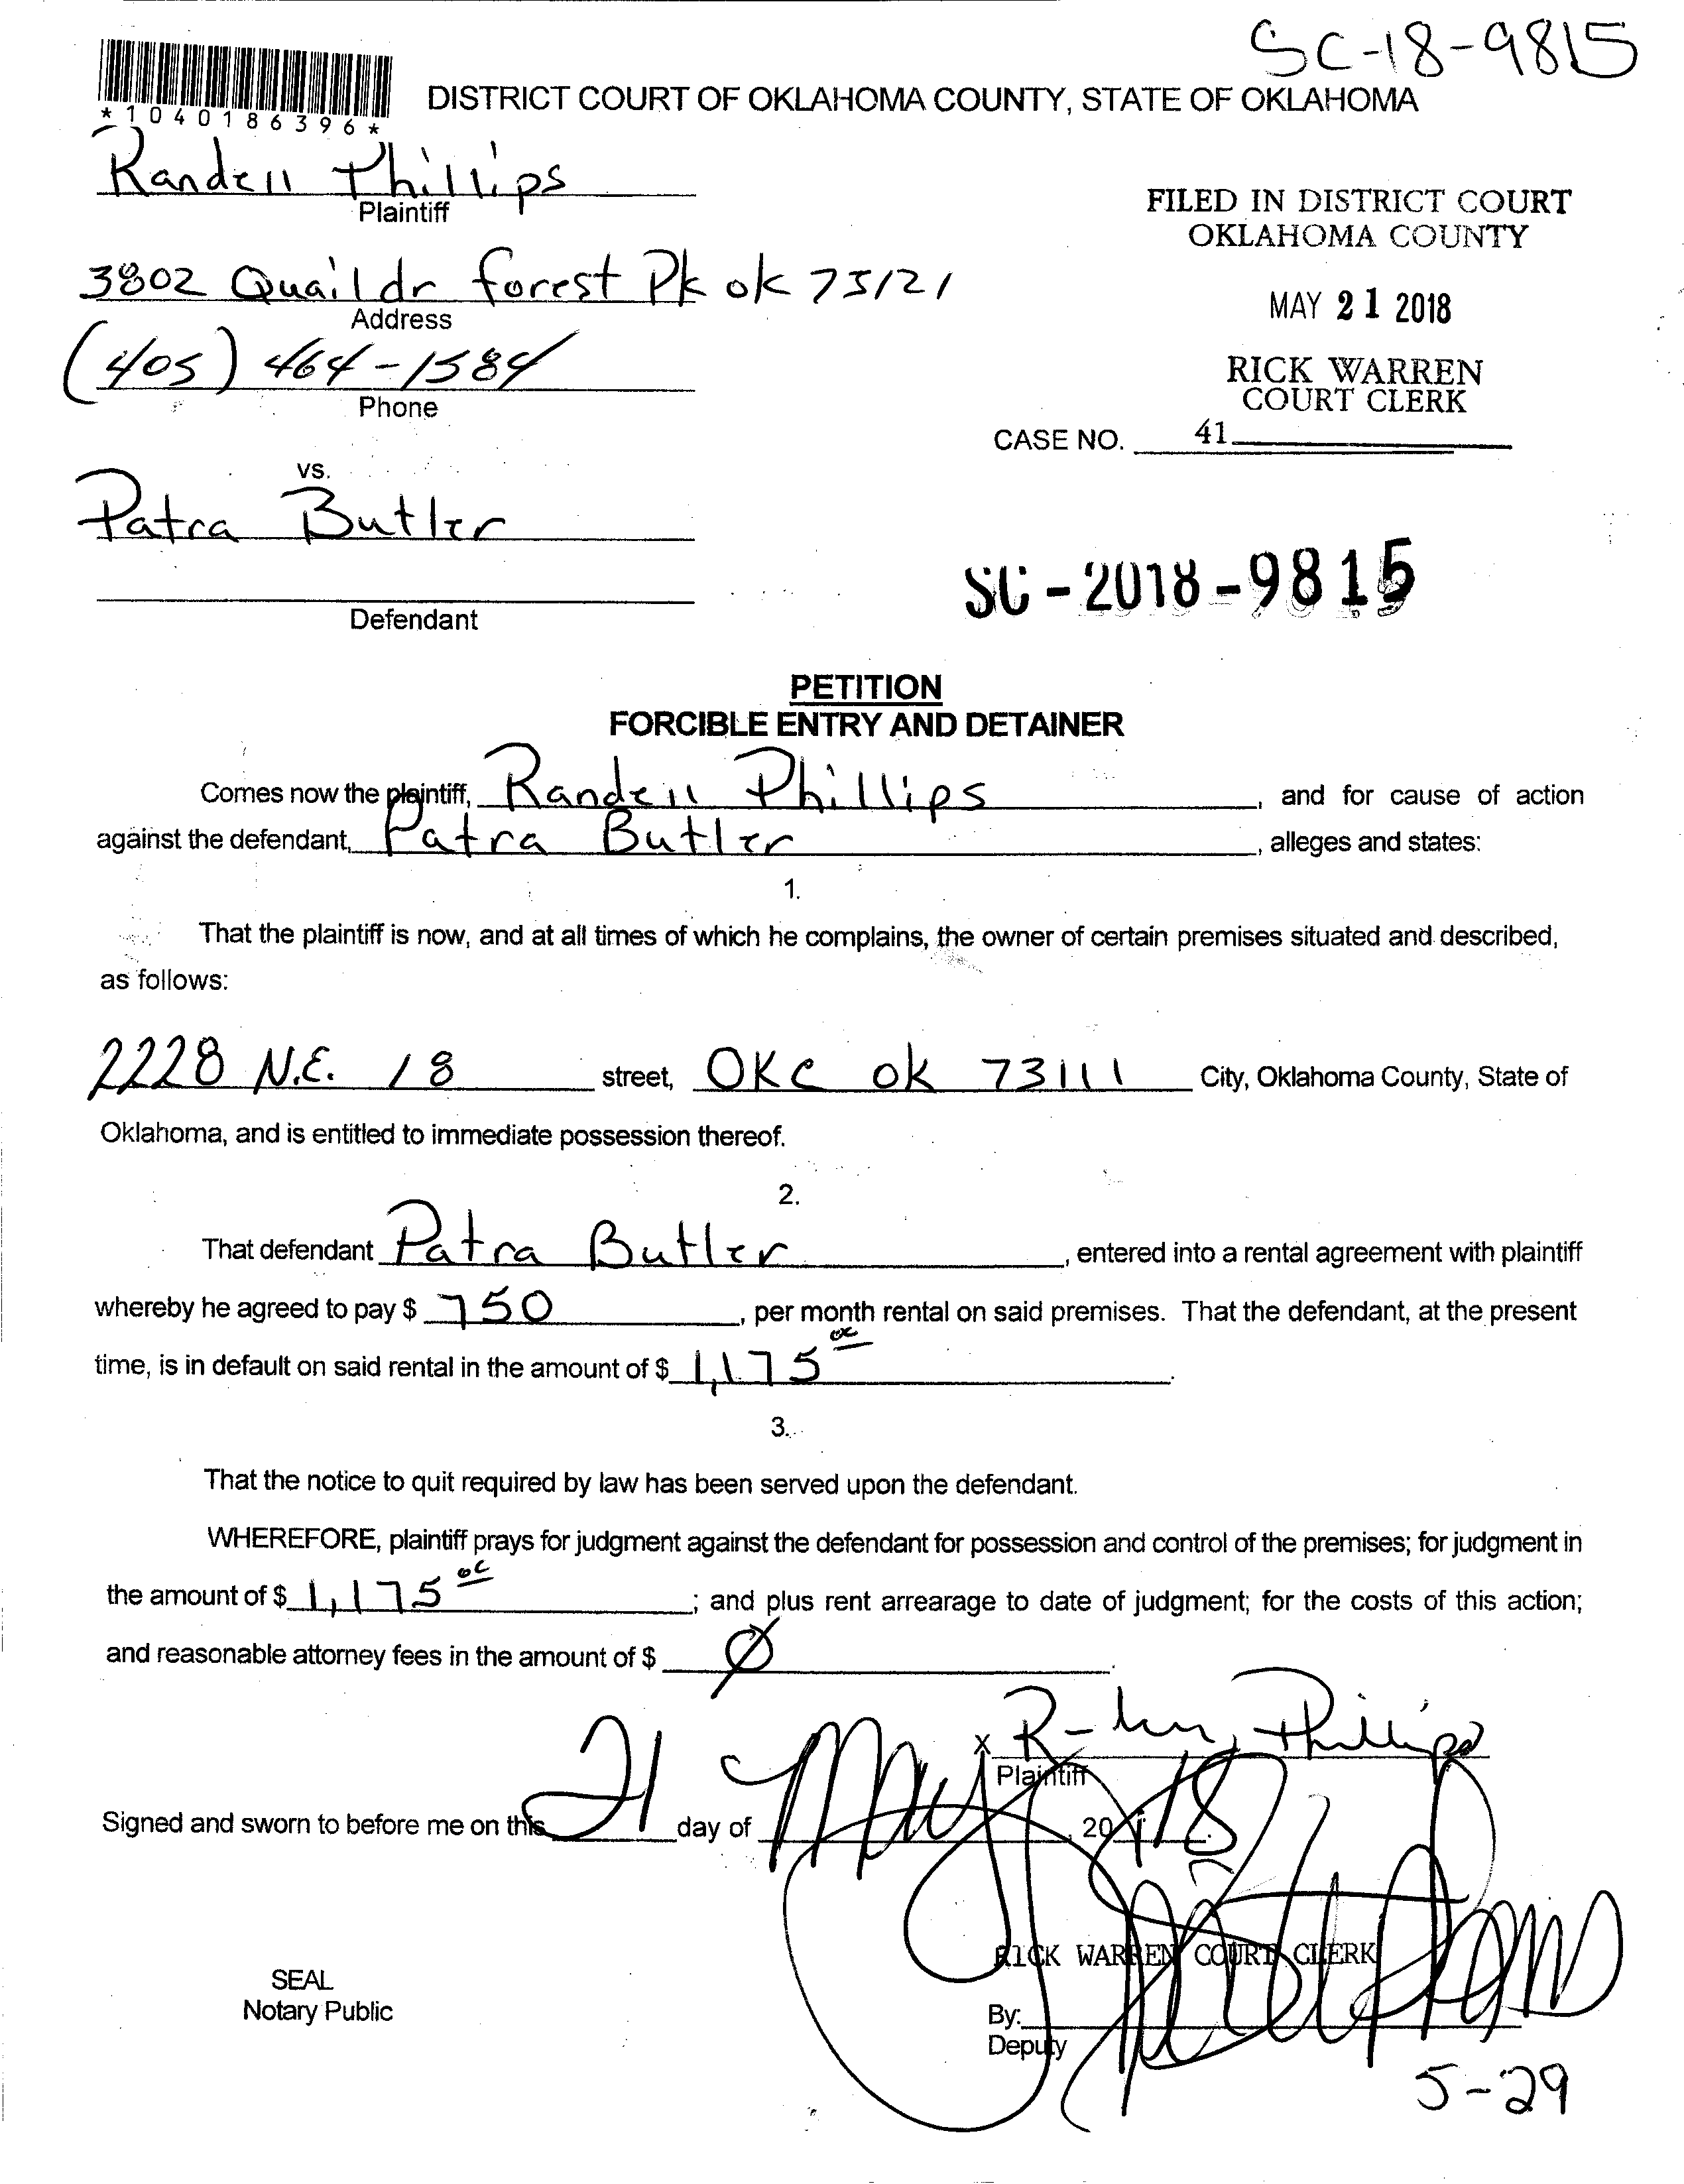 SC-18-9815
*1040186396*
DISTRICT COURT OF OKLAHOMA COUNTY, STATE OF OKLAHOMA
Randell Phillips
Plaintiff
FILED IN DISTRICT COURT
OKLAHOMA COUNTY
3802 Quail dr forest Pk ok 73121
Address
MAY 21 2018
(405) 464-1584
Phone
RICK WARREN
COURT CLERK
CASE NO. 41
vs.
Patra Butler
Defendant
SC-2018-9815
PETITION
FORCIBLE ENTRY AND DETAINER
Comes now the plaintiff, Randell Phillips, and for cause of action
against the defendant, Patra Butler, alleges and states:
1.
That the plaintiff is now, and at all times of which he complains, the owner of certain premises situated and described,
as follows:
2228 N.E. 18 street, OKC ok 73111 City, Oklahoma County, State of
Oklahoma, and is entitled to immediate possession thereof.
2.
That defendant Patra Butler, entered into a rental agreement with plaintiff
whereby he agreed to pay $ 750, per month rental on said premises. That the defendant, at the present
time, is in default on said rental in the amount of $ 1,175 00.
3.
That the notice to quit required by law has been served upon the defendant.
WHEREFORE, plaintiff prays for judgment against the defendant for possession and control of the premises; for judgment in
the amount of $ 1,175 00; and plus rent arrearage to date of judgment; for the costs of this action;
and reasonable attorney fees in the amount of $ Ø.
X Phillips
Plaintiff
Signed and sworn to before me on this 21 day of May, 2018.
RICK WARREN COURT CLERK
SEAL
Notary Public
By:
Deputy
5-29